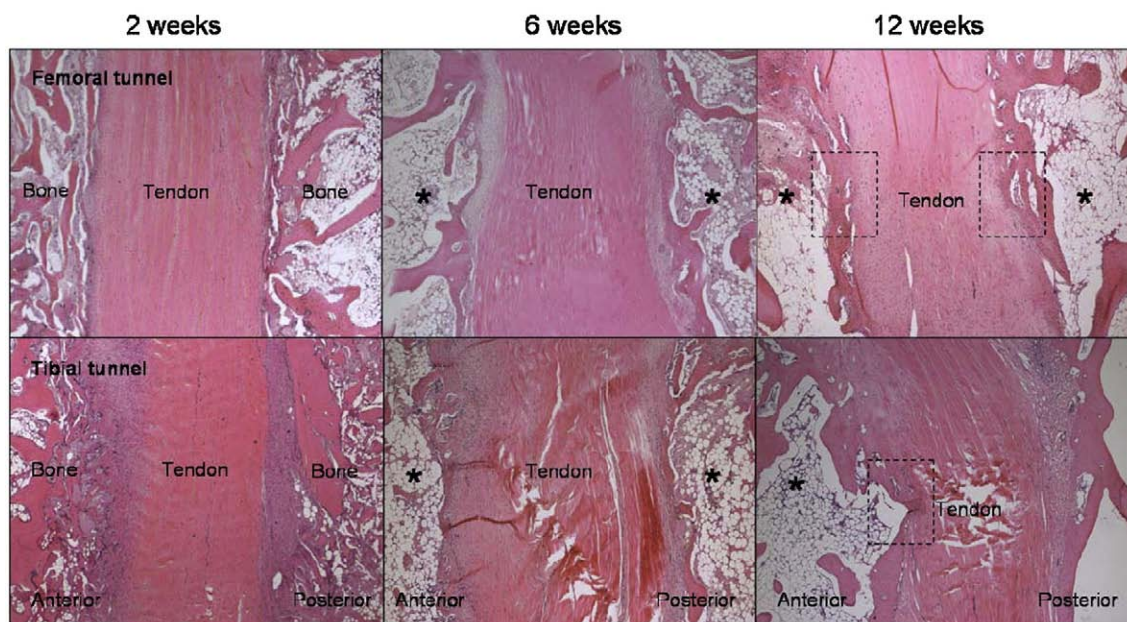 2 weeks 6 weeks 12 weeks
Femoral tunnel
Bone Tendon Bone * Tendon * * Tendon *
Tibial tunnel
Bone Tendon Bone * Tendon * * Tendon
Anterior Posterior Anterior Posterior Anterior Posterior